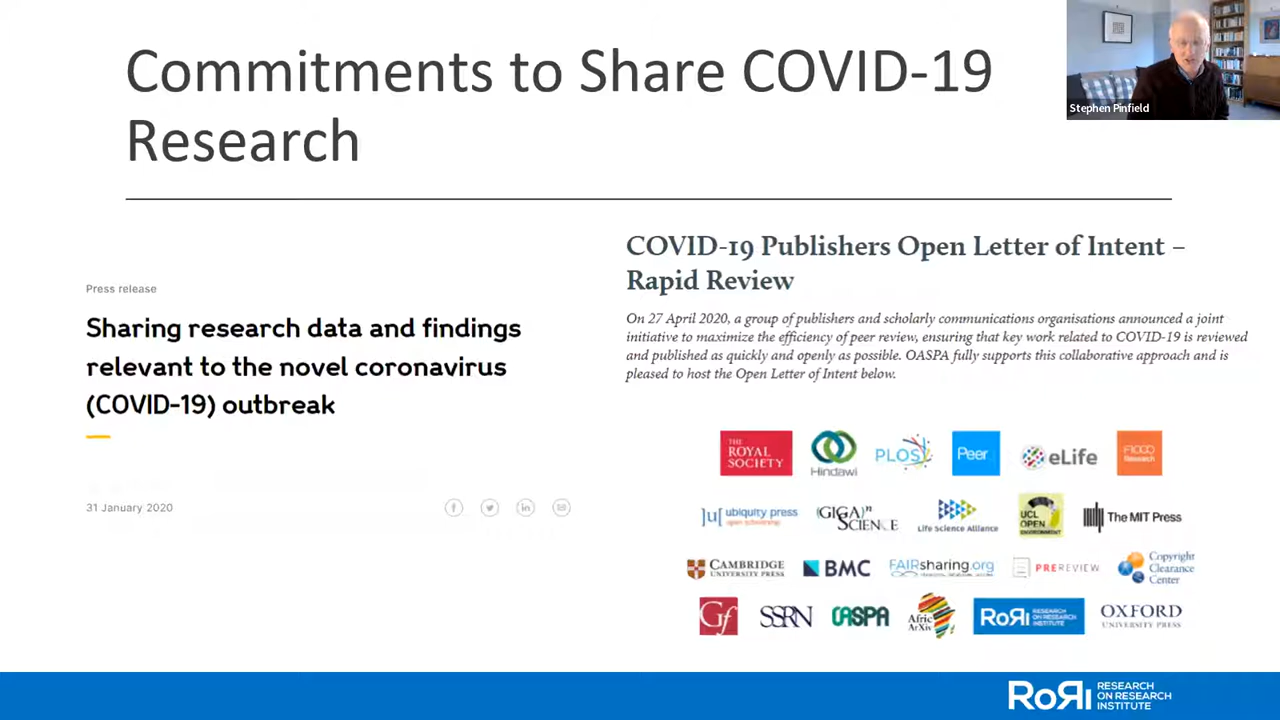 Commitments to Share COVID-19
Research
Stephen Pinfield
Press release
Sharing research data and findings
relevant to the novel coronavirus
(COVID-19) outbreak
31 January 2020
COVID-19 Publishers Open Letter of Intent –
Rapid Review
On 27 April 2020, a group of publishers and scholarly communications organisations announced a joint
initiative to maximize the efficiency of peer review, ensuring that key work related to COVID-19 is reviewed
and published as quickly and openly as possible. OASPA fully supports this collaborative approach and is
pleased to host the Open Letter of Intent below.
THE
ROYAL
SOCIETY
Hindawi
PLOS
Peer
eLife
F1000
Research
]u[ ubiquity press
open scholarship
(GIGA)n
SCIENCE
Life Science Alliance
UCL
OPEN
ENVIRONMENT
The MIT Press
CAMBRIDGE
UNIVERSITY PRESS
BMC
FAIRsharing.org
PREREVIEW
Copyright
Clearance
Center
Gf
SSRN
OASPA
Afric
ArXiv
RoRI RESEARCH
ON RESEARCH
INSTITUTE
OXFORD
UNIVERSITY PRESS
RoRI RESEARCH
ON RESEARCH
INSTITUTE